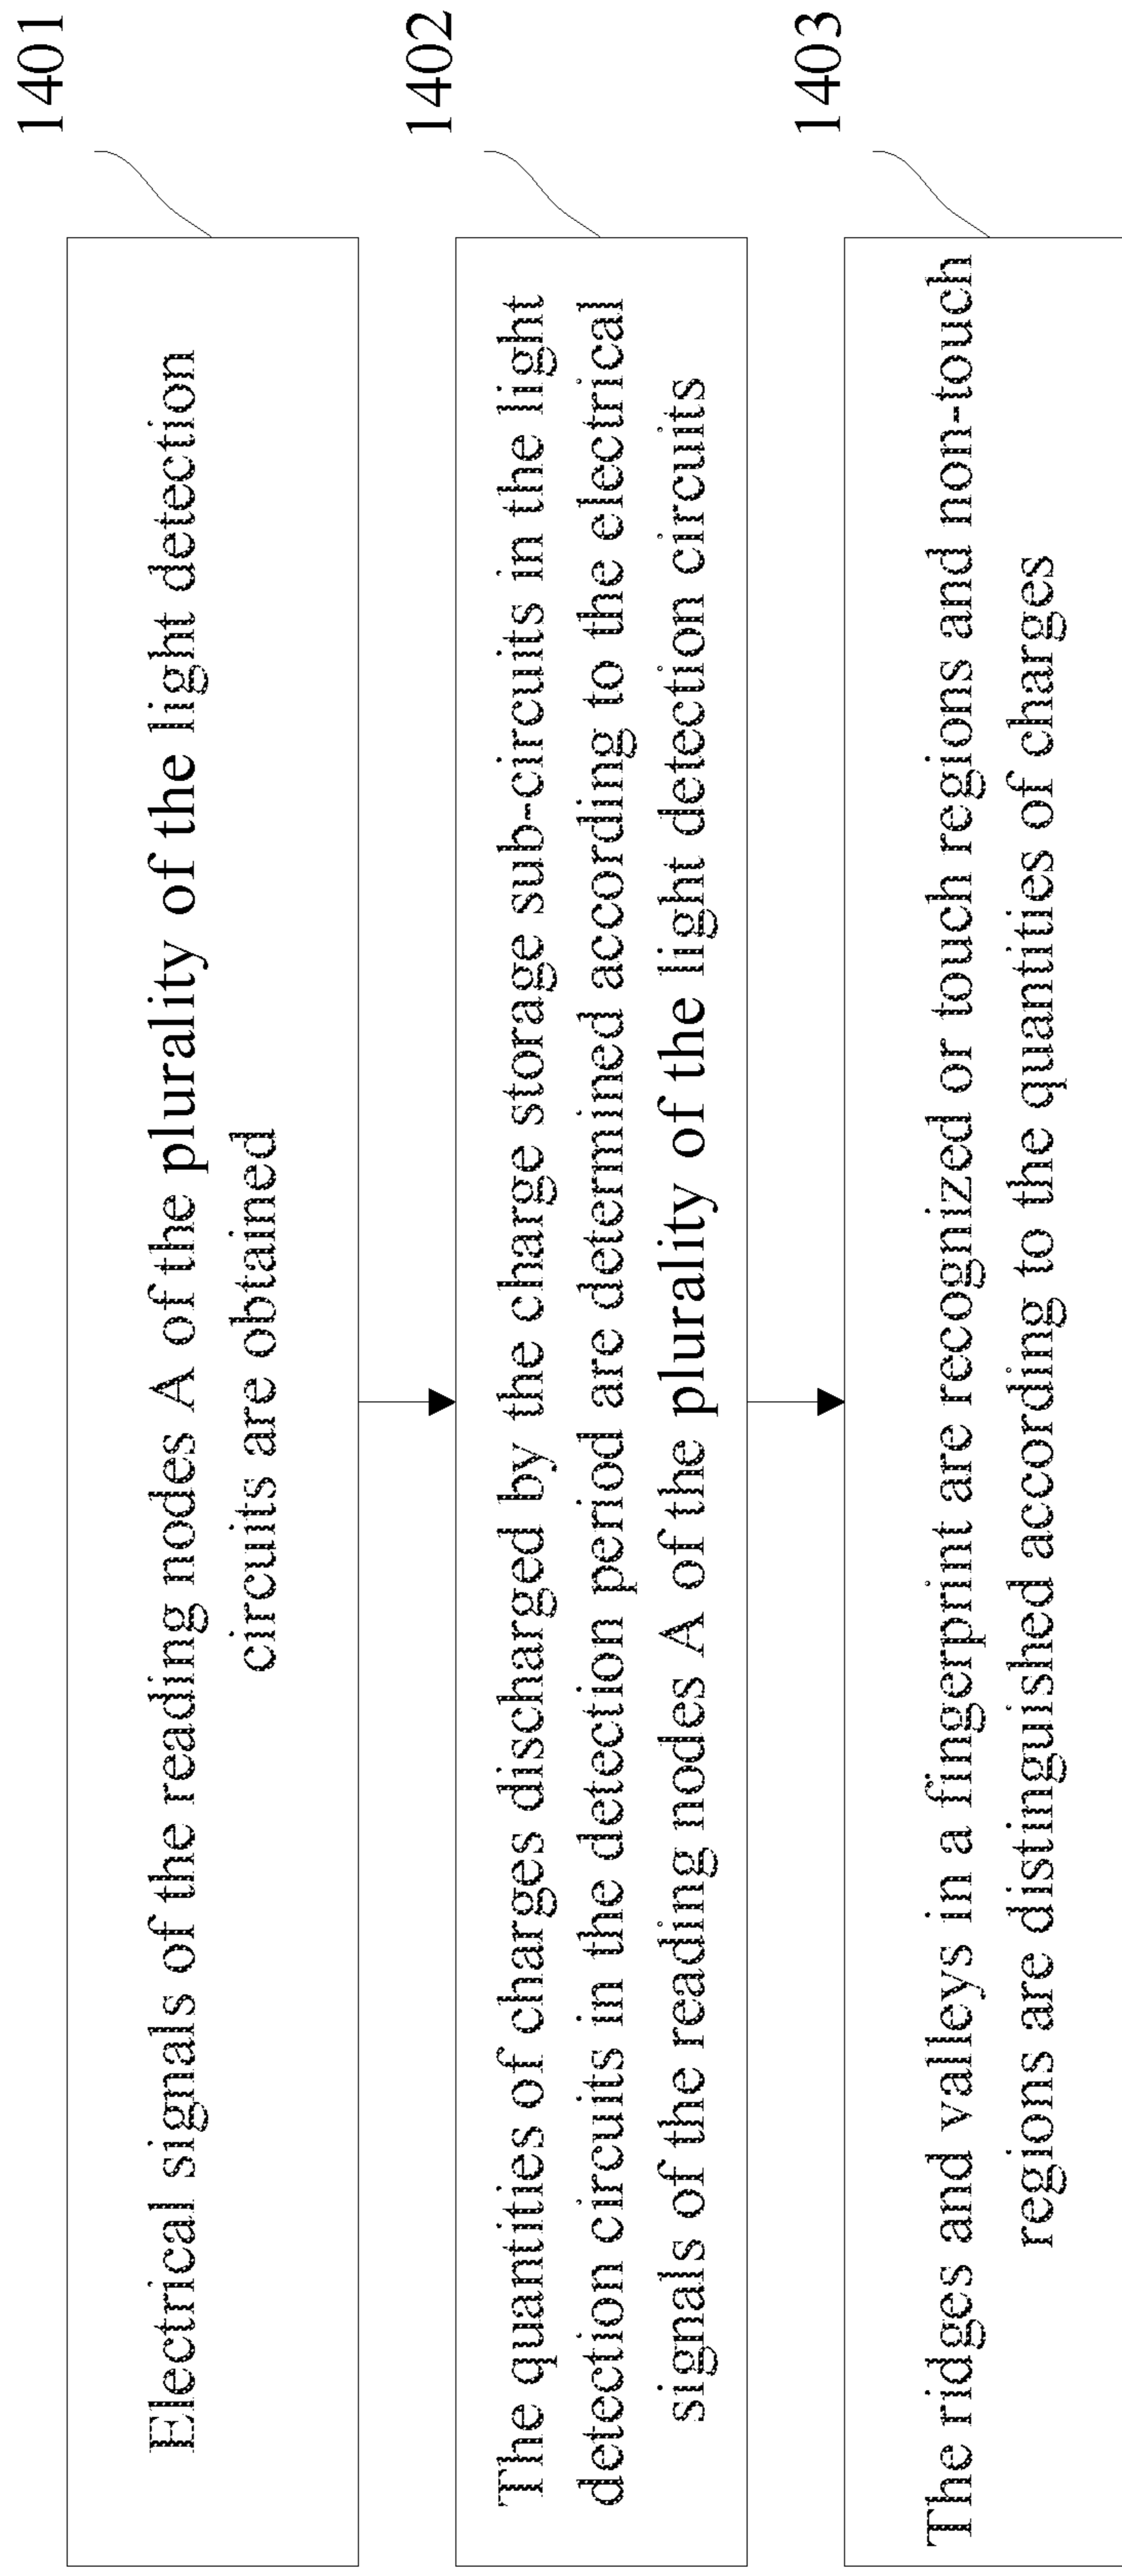 1401
Electrical signals of the reading nodes A of the plurality of the light detection
circuits are obtained
1402
The quantities of charges discharged by the charge storage sub-circuits in the light
detection circuits in the detection period are determined according to the electrical
signals of the reading nodes A of the plurality of the light detection circuits
1403
The ridges and valleys in a fingerprint are recognized or touch regions and non-touch
regions are distinguished according to the quantities of charges